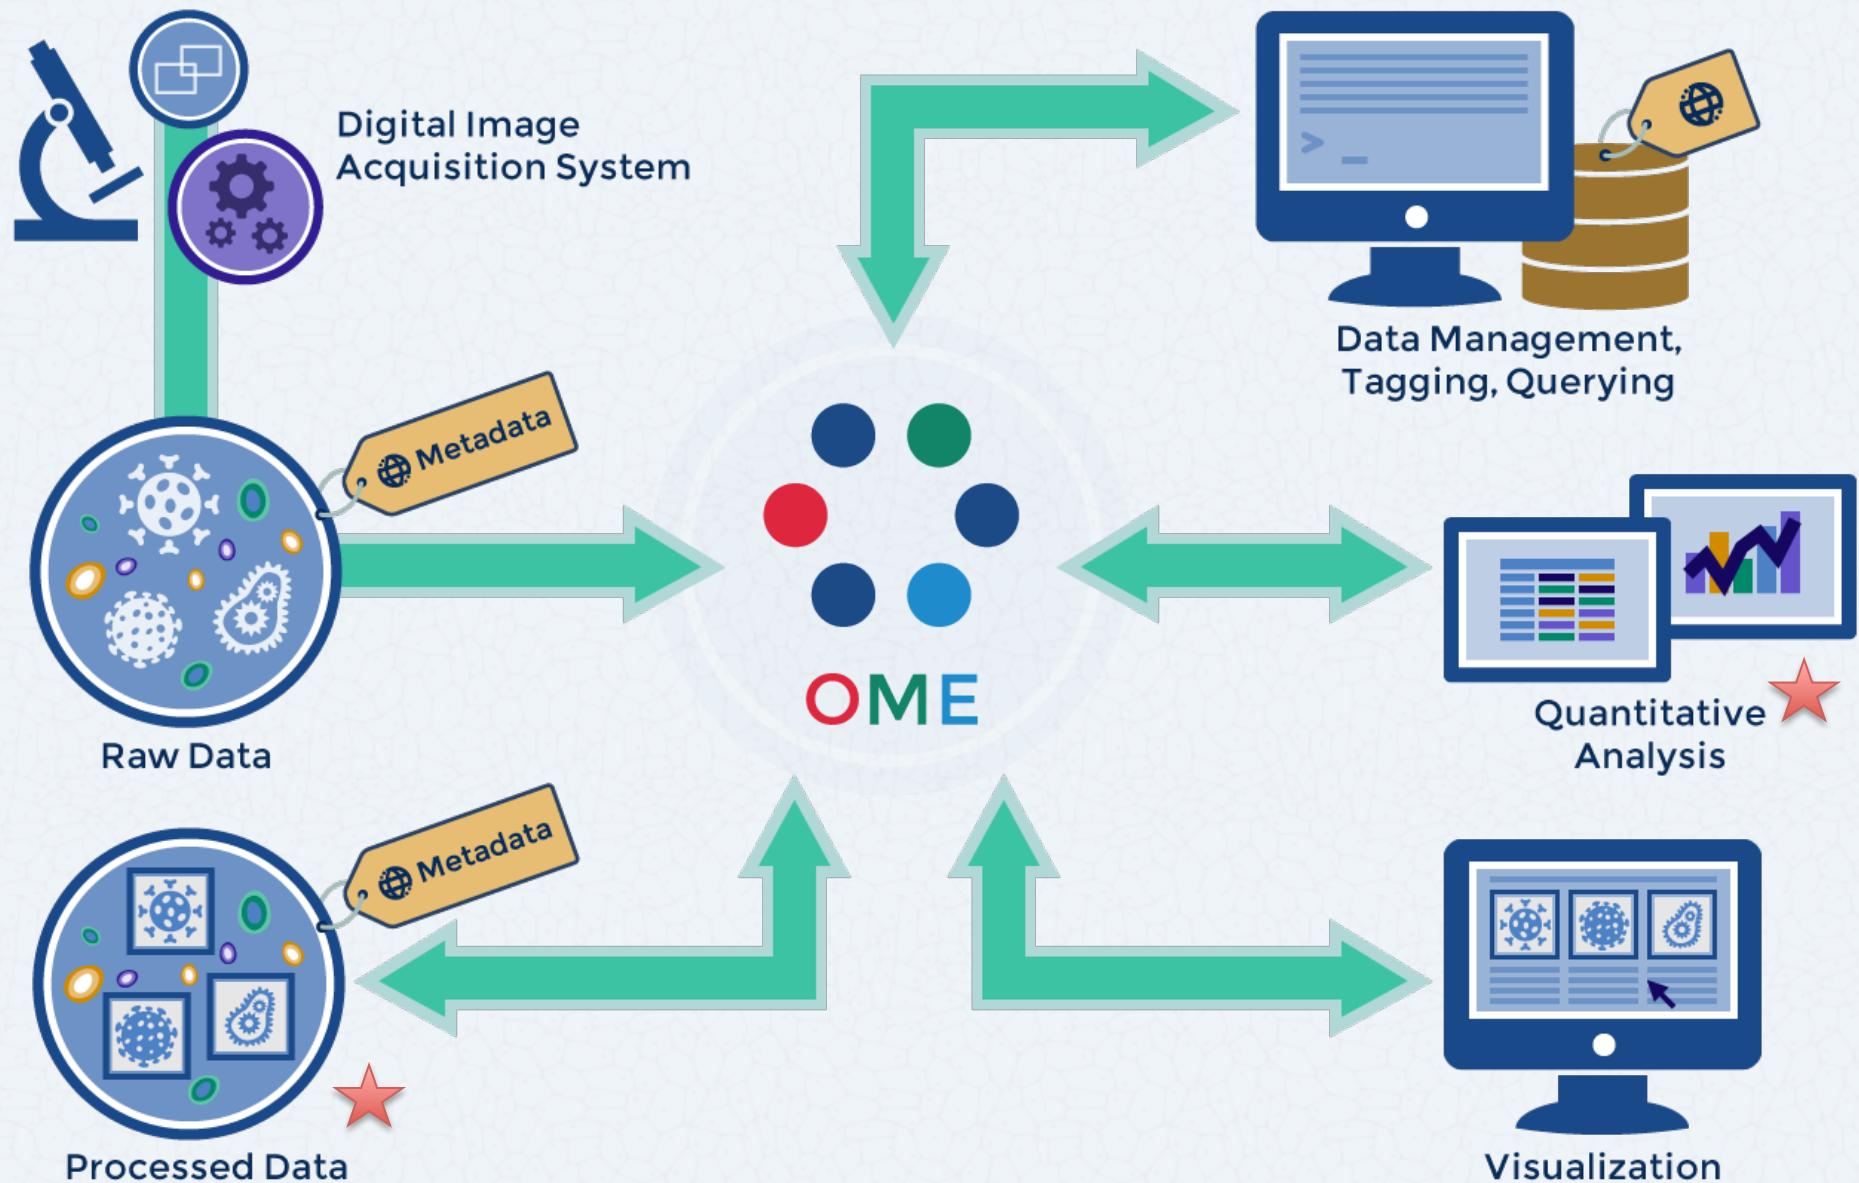 Digital Image
Acquisition System
Data Management,
Tagging, Querying
Metadata
Raw Data
OME
Quantitative
Analysis
Metadata
Processed Data
Visualization